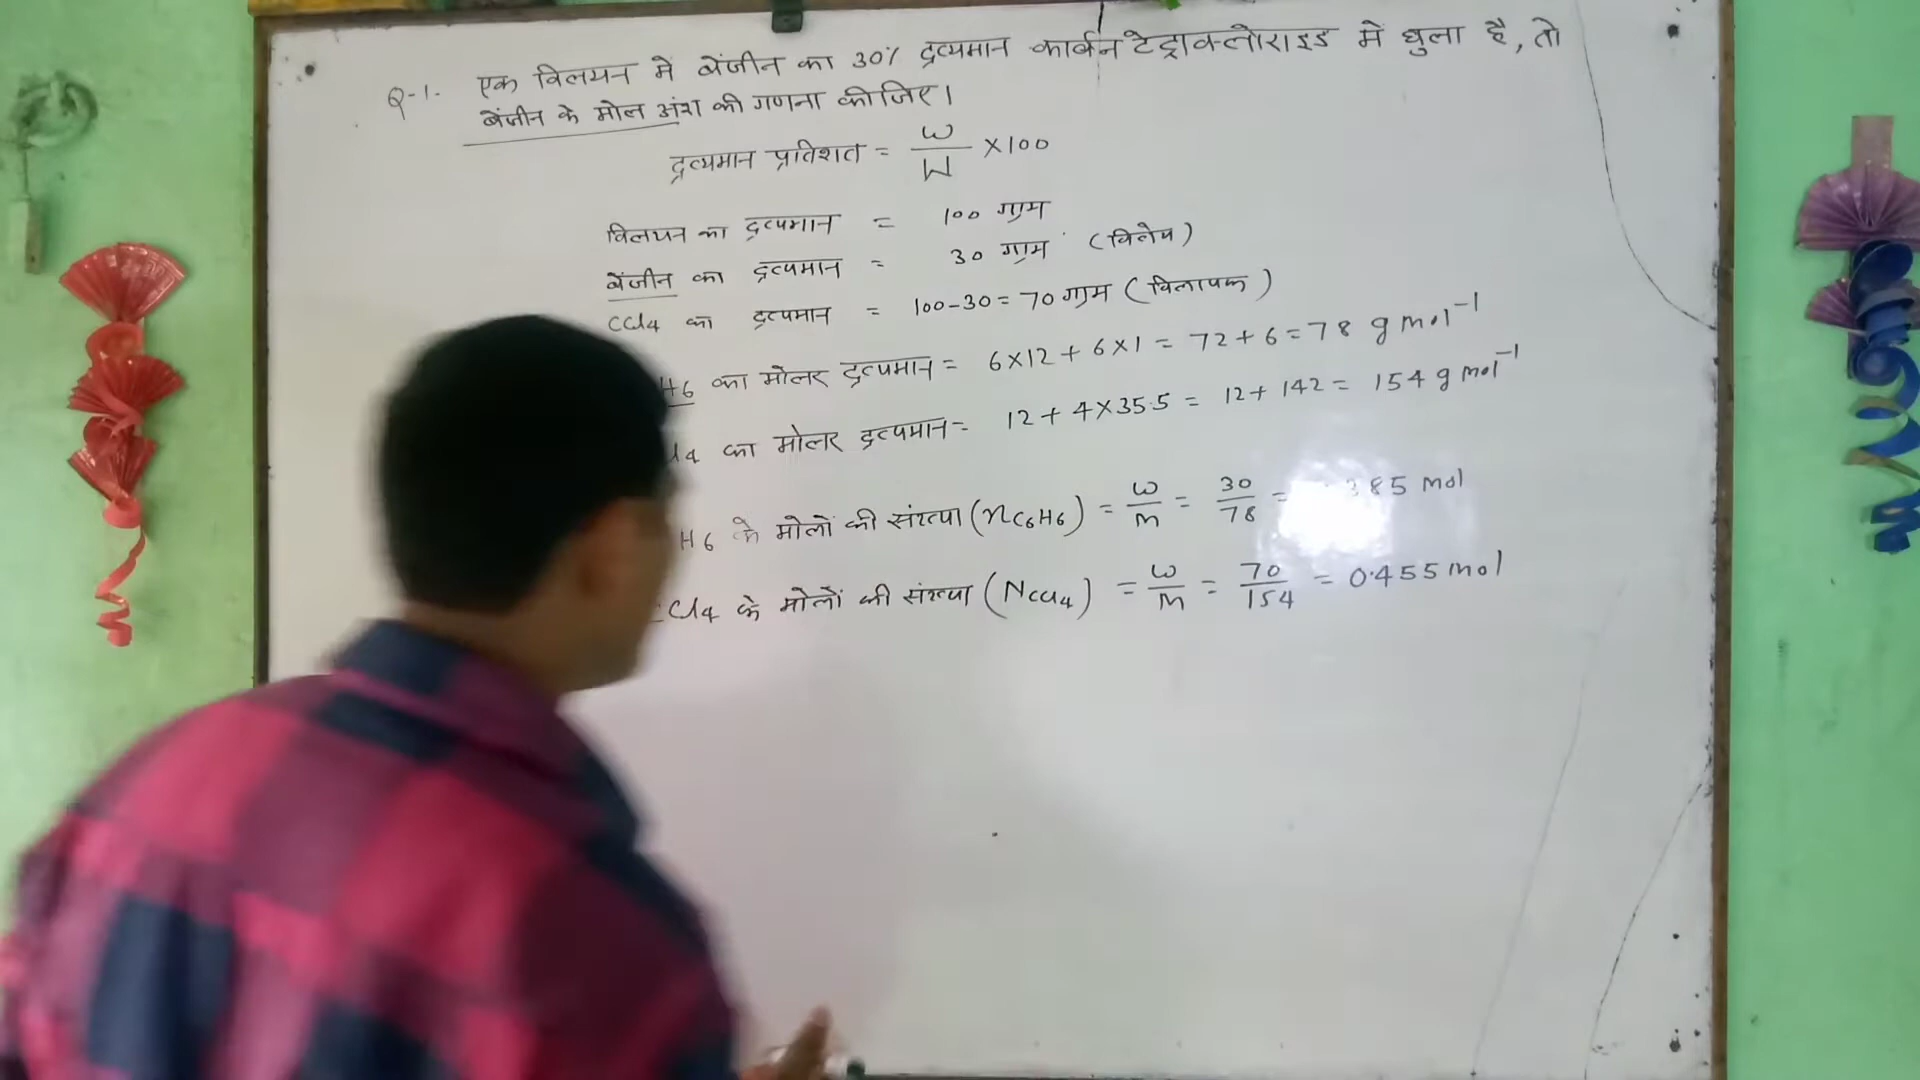 Q-1. एक विलयन में बेंजीन का 30% द्रव्यमान कार्बन टेट्राक्लोराइड में घुला है, तो
बेंजीन के मोल अंश की गणना कीजिए।
द्रव्यमान प्रतिशत = w/W ×100
विलयन का द्रव्यमान = 100 ग्राम
बेंजीन का द्रव्यमान = 30 ग्राम (विलेय)
CCl4 का द्रव्यमान = 100-30 = 70 ग्राम (विलायक)
H6 का मोलर द्रव्यमान = 6×12 + 6×1 = 72+6 = 78 g mol⁻¹
l4 का मोलर द्रव्यमान = 12 + 4×35.5 = 12+ 142 = 154 g mol⁻¹
H6 के मोलों की संख्या (nC6H6) = w/m = 30/78 = 385 mol
CCl4 के मोलों की संख्या (NCCl4) = w/m = 70/154 = 0.455 mol